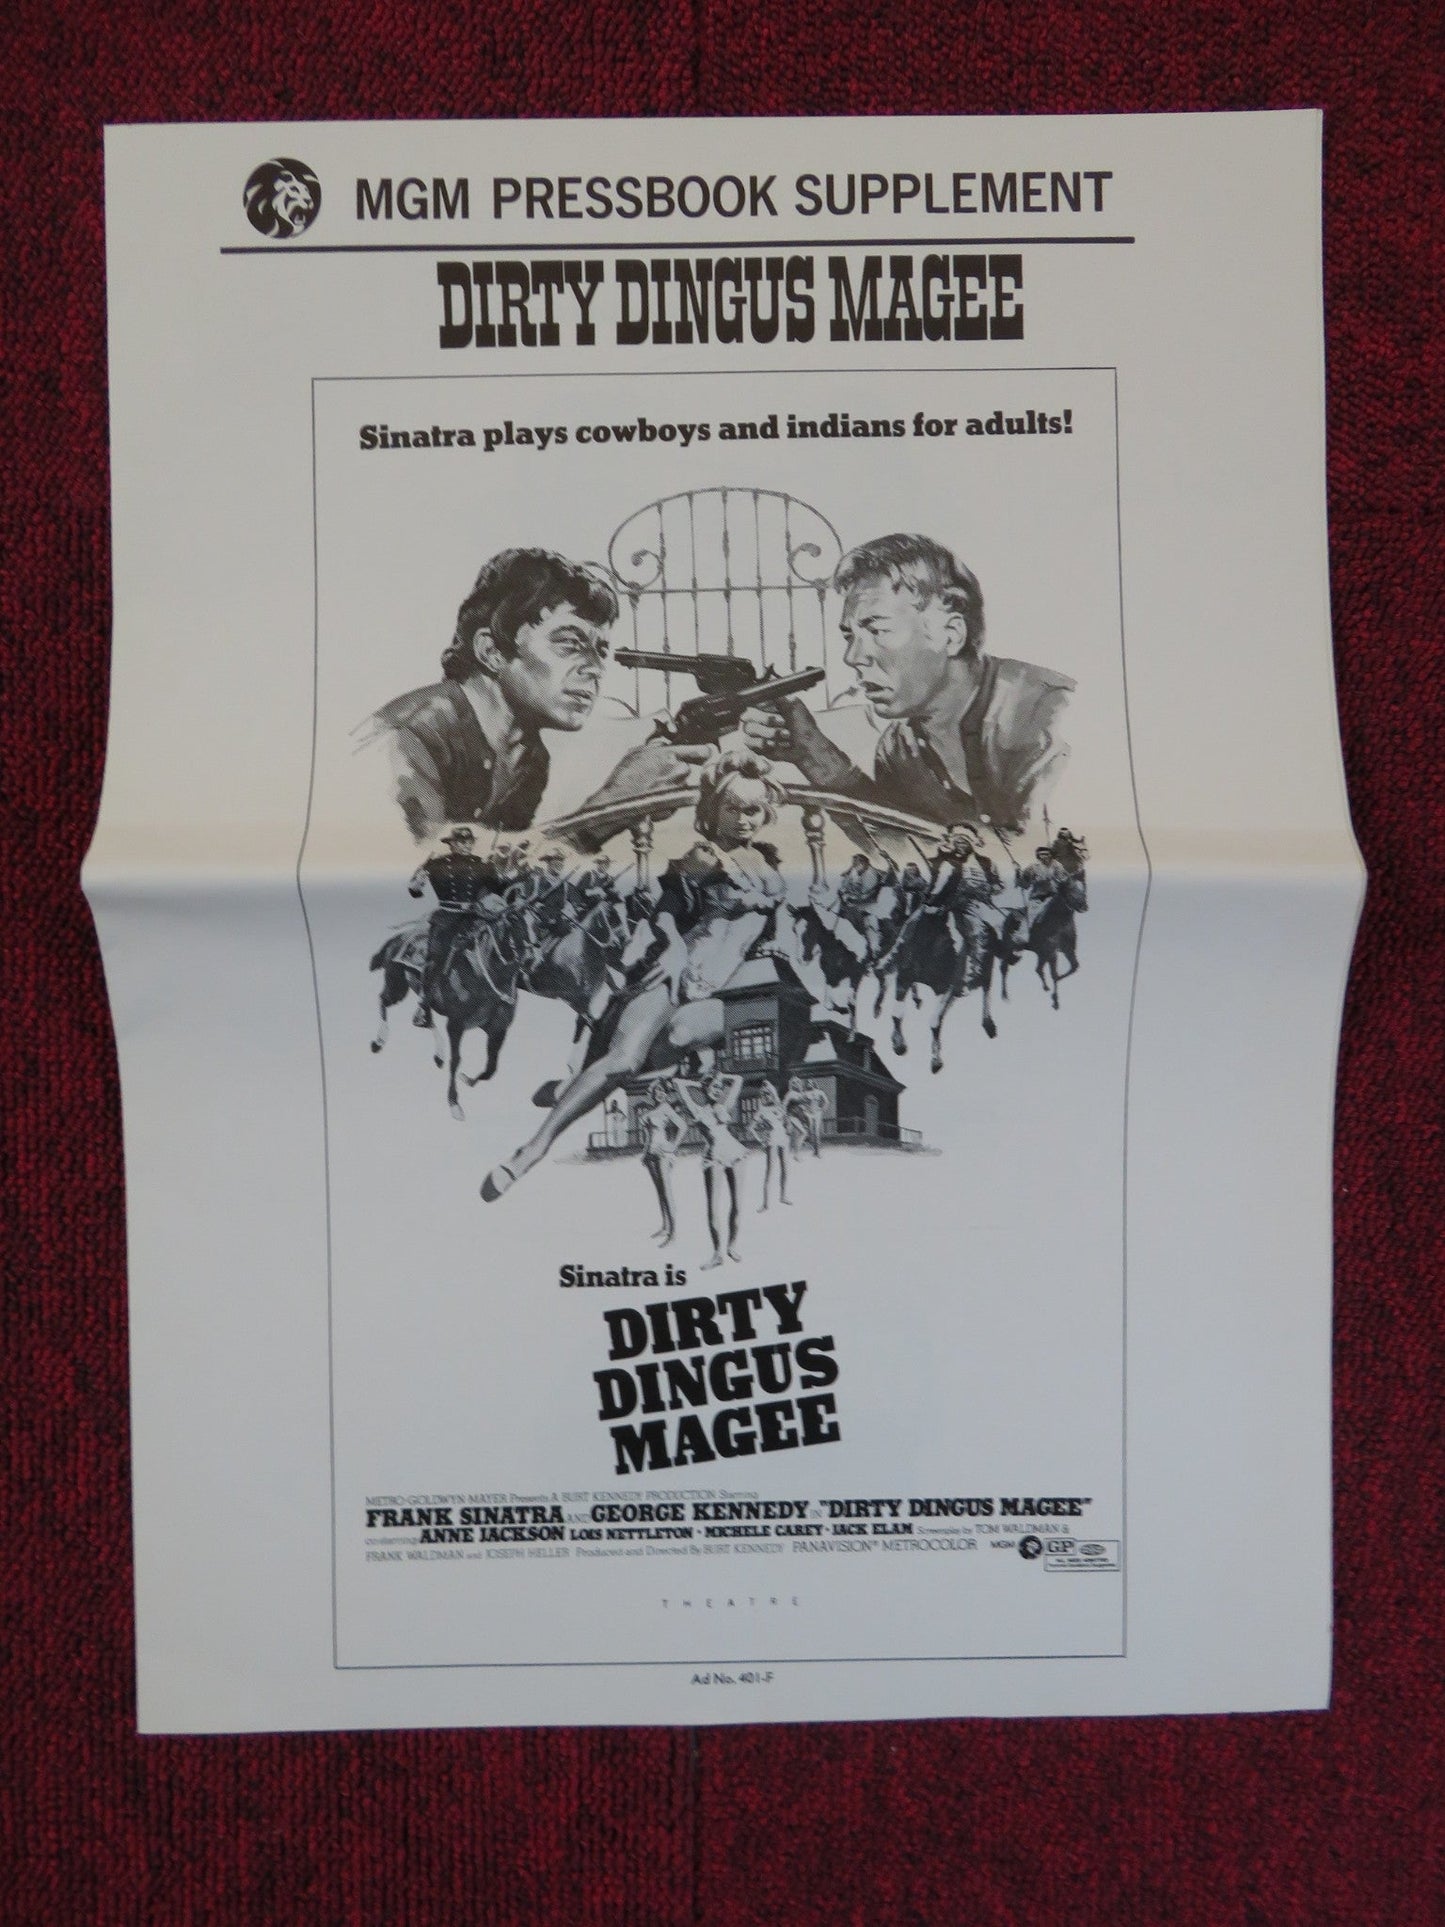 MGM PRESSBOOK SUPPLEMENT
DIRTY DINGUS MAGEE
Sinatra plays cowboys and indians for adults!
Sinatra is
DIRTY
DINGUS
MAGEE
METRO-GOLDWYN-MAYER Presents A BURT KENNEDY PRODUCTION Starring
FRANK SINATRA AND GEORGE KENNEDY IN "DIRTY DINGUS MAGEE"
co-starring ANNE JACKSON LOIS NETTLETON · MICHELE CAREY · JACK ELAM Screenplay by TOM WALDMAN &
FRANK WALDMAN and JOSEPH HELLER Produced and Directed By BURT KENNEDY PANAVISION® METROCOLOR MGM GP
THEATRE
Ad No. 401-F